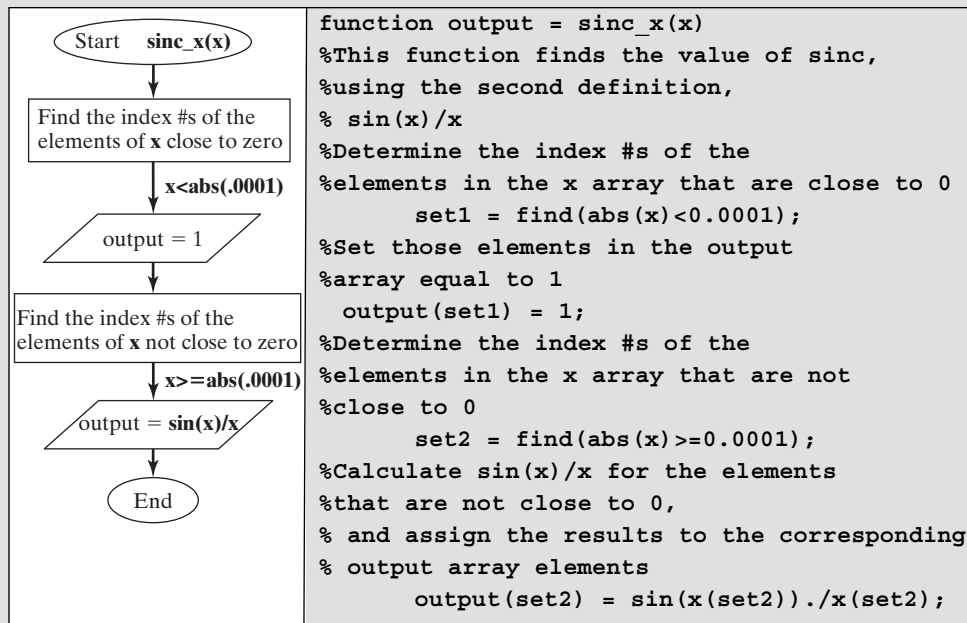 Start sinc_x(x)
Find the index #s of the
elements of x close to zero
x<abs(.0001)
output = 1
Find the index #s of the
elements of x not close to zero
x>=abs(.0001)
output = sin(x)/x
End
function output = sinc_x(x)
%This function finds the value of sinc,
%using the second definition,
% sin(x)/x
%Determine the index #s of the
%elements in the x array that are close to 0
set1 = find(abs(x)<0.0001);
%Set those elements in the output
%array equal to 1
output(set1) = 1;
%Determine the index #s of the
%elements in the x array that are not
%close to 0
set2 = find(abs(x)>=0.0001);
%Calculate sin(x)/x for the elements
%that are not close to 0,
% and assign the results to the corresponding
% output array elements
output(set2) = sin(x(set2))./x(set2);